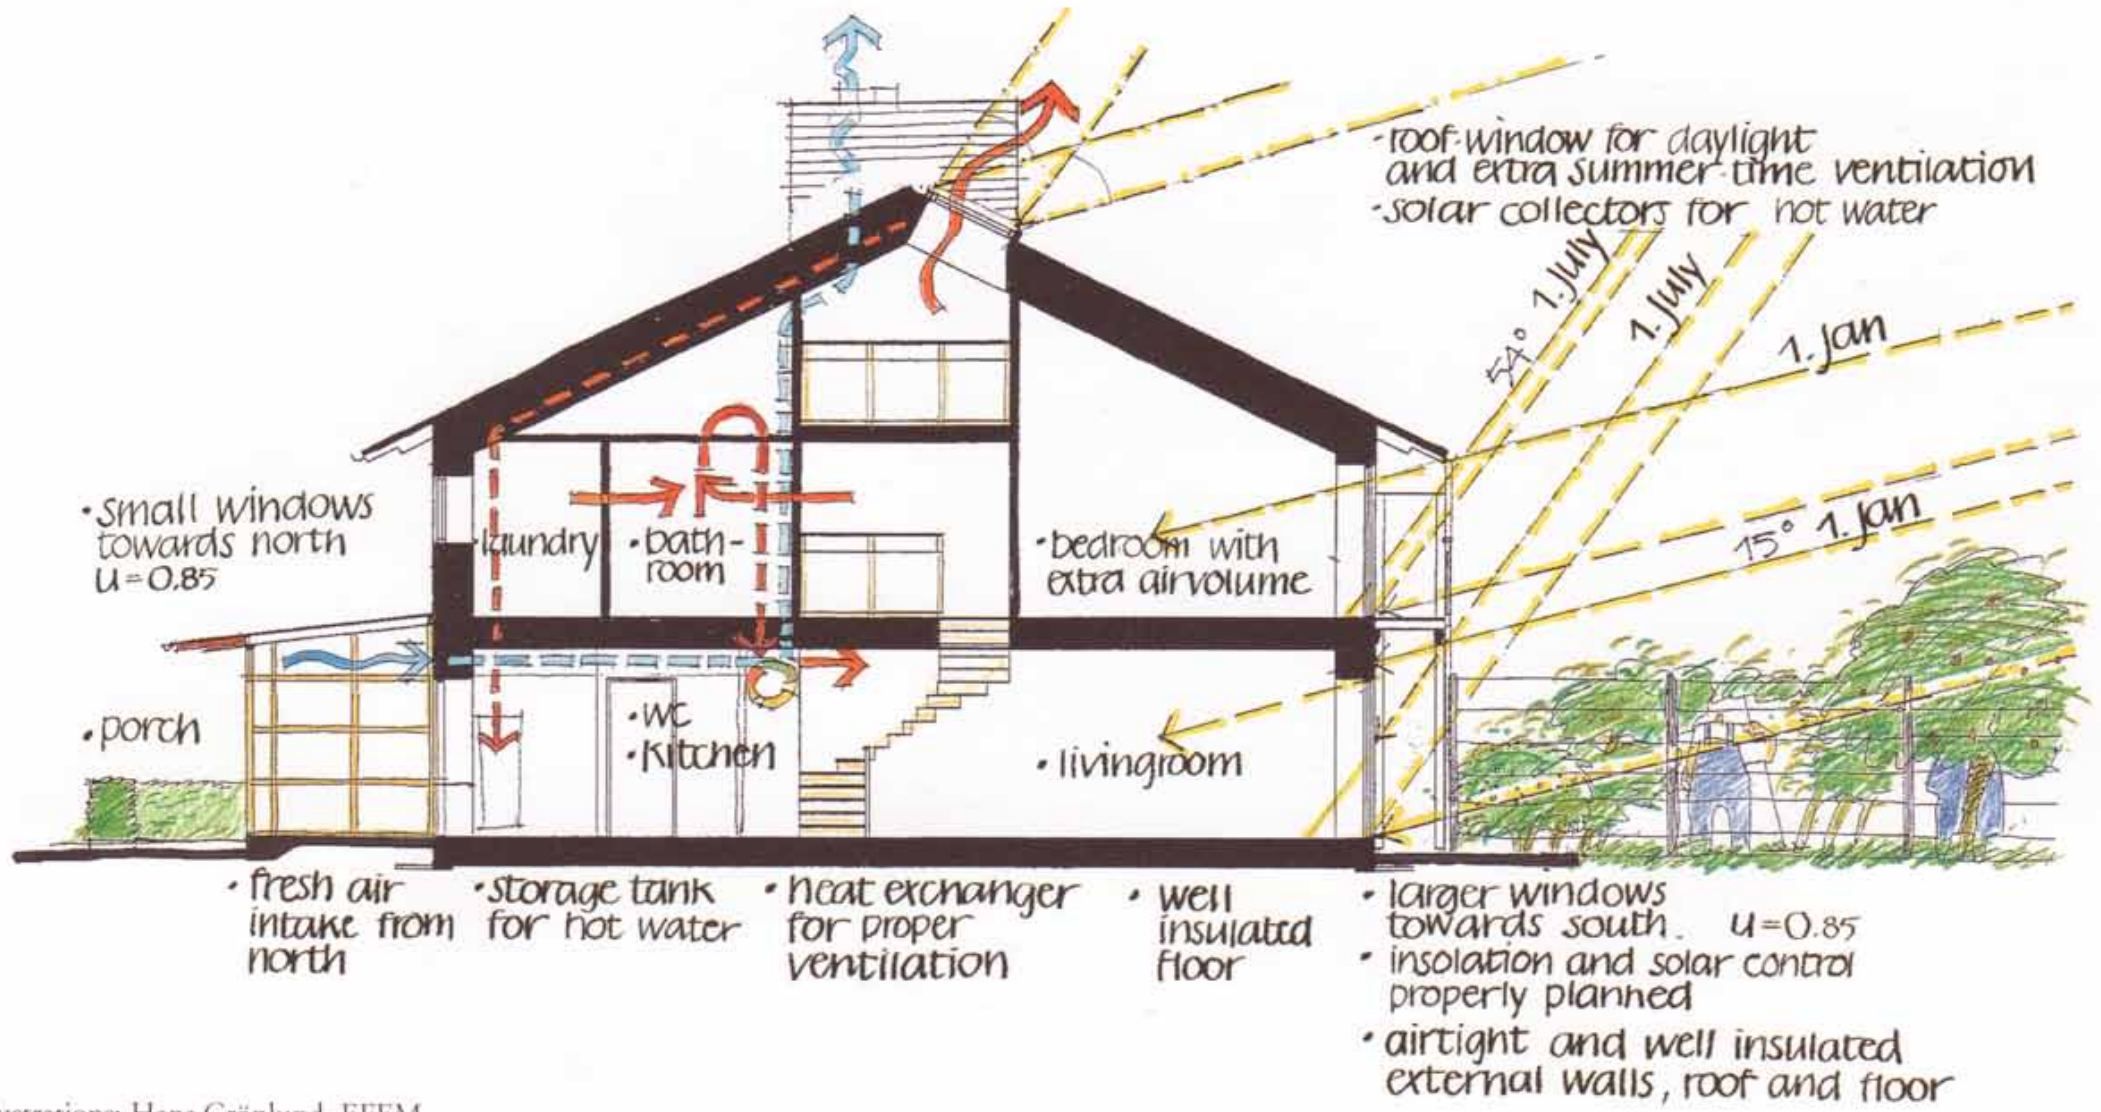 ·roof-window for daylight
and extra summer-time ventilation
·solar collectors for hot water
54° 1.July
1.July
1.Jan
15° 1.Jan
·small windows
towards north
u=0.85
·laundry
·bath-
room
·bedroom with
extra airvolume
·porch
·WC
·kitchen
·livingroom
·fresh air
intake from
north
·storage tank
for hot water
·heat exchanger
for proper
ventilation
·well
insulated
floor
·larger windows
towards south. u=0.85
·insolation and solar control
properly planned
·airtight and well insulated
external walls, roof and floor
Hans Grönlund, EFEM